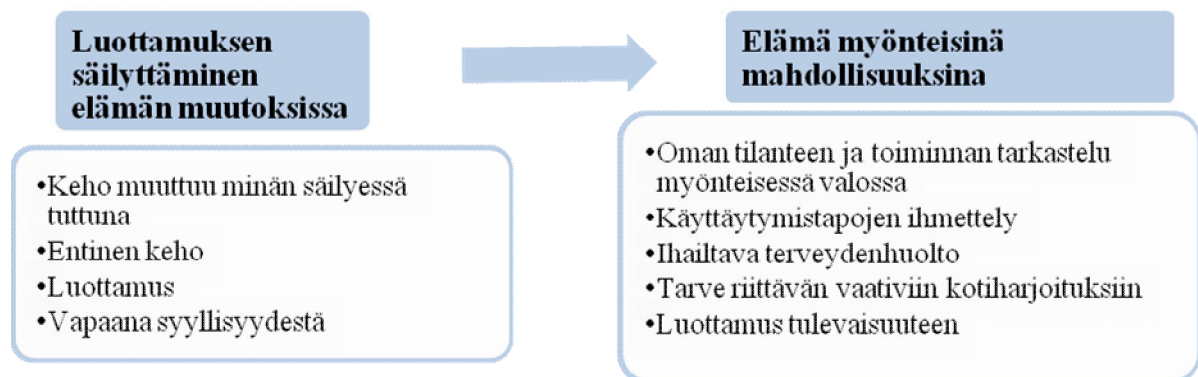 Luottamuksen
säilyttäminen
elämän muutoksissa
•Keho muuttuu minän säilyessä
tuttuna
•Entinen keho
•Luottamus
•Vapaana syyllisyydestä
Elämä myönteisinä
mahdollisuuksina
•Oman tilanteen ja toiminnan tarkastelu
myönteisessä valossa
•Käyttäytymistapojen ihmettely
•Ihailtava terveydenhuolto
•Tarve riittävän vaativiin kotiharjoituksiin
•Luottamus tulevaisuuteen